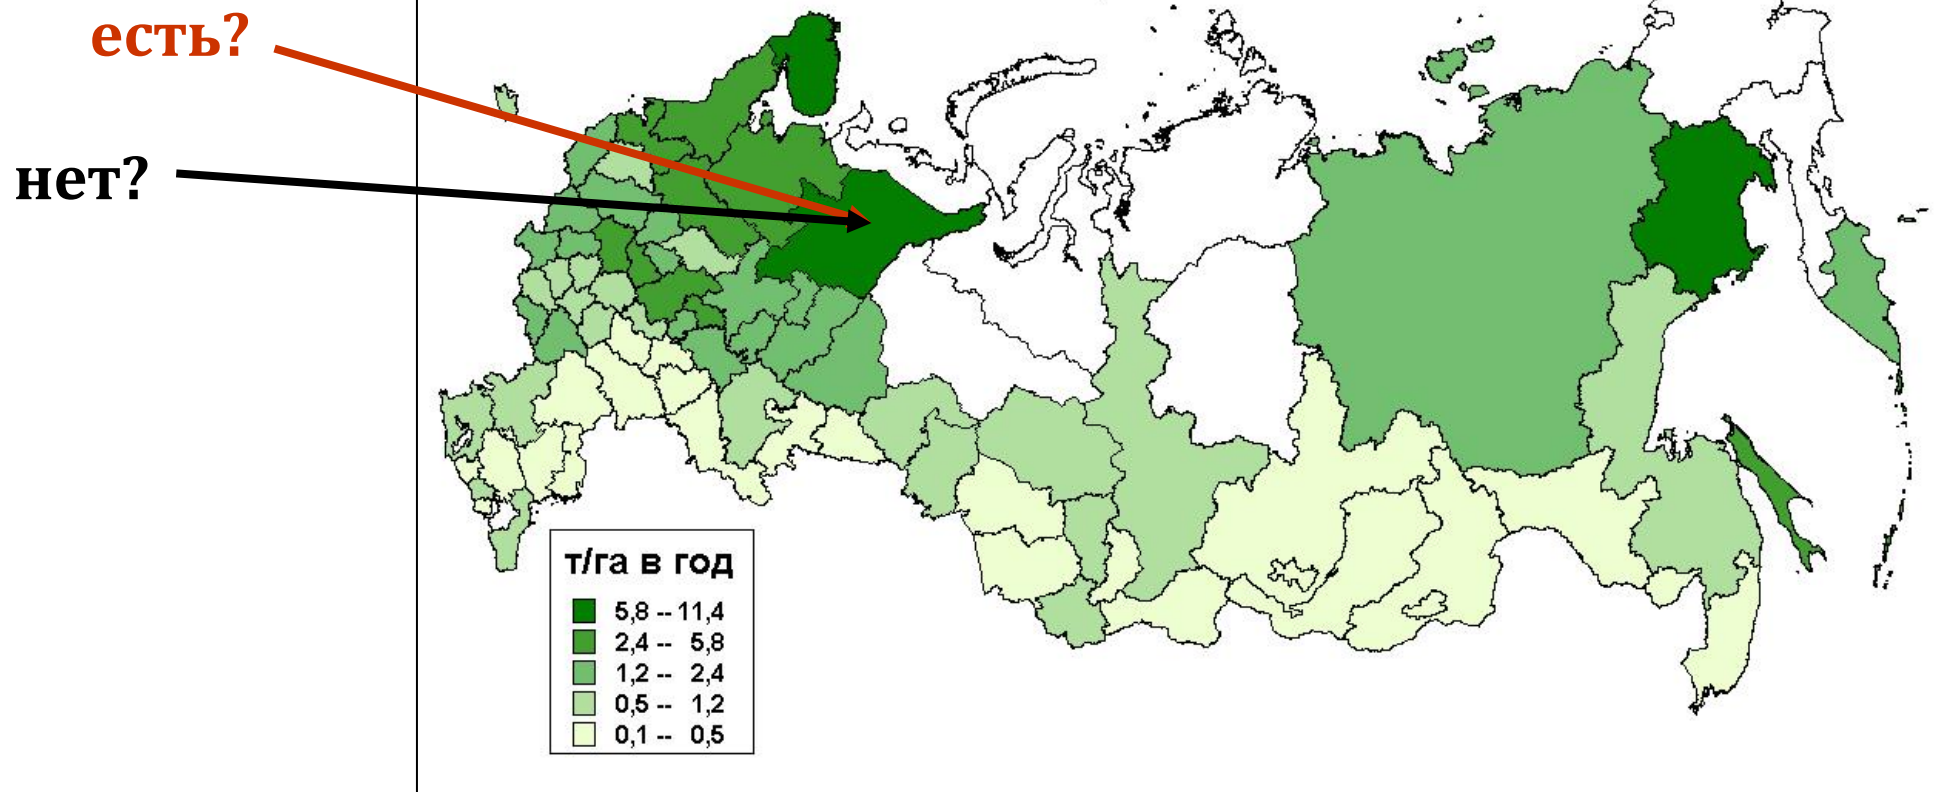 есть?
нет?
т/га в год
5,8 -- 11,4
2,4 -- 5,8
1,2 -- 2,4
0,5 -- 1,2
0,1 -- 0,5